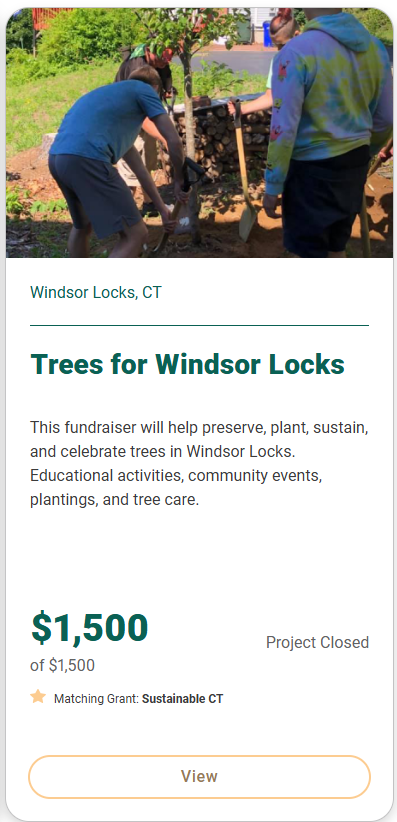 Windsor Locks, CT
Trees for Windsor Locks
This fundraiser will help preserve, plant, sustain,
and celebrate trees in Windsor Locks.
Educational activities, community events,
plantings, and tree care.
$1,500
Project Closed
of $1,500
Matching Grant: Sustainable CT
View